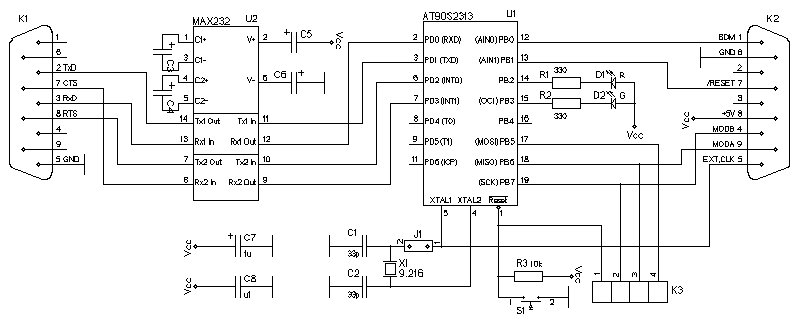 K1
MAX232 U2
AT90S2313 U1
K2
1
6
2 TxD
7 CTS
3 RxD
8 RTS
4
9
5 GND
C3
C4
1 C1+ V+ 2
3 C1-
4 C2+ V- 6
5 C2-
14 Tx1 Out Tx1 In 11
13 Rx1 In Rx1 Out 12
7 Tx2 Out Tx2 In 10
8 Rx2 In Rx2 Out 9
C5
Vcc
C6
2 PD0 (RXD) (AIN0) PB0 12
3 PD1 (TXD) (AIN1) PB1 13
6 PD2 (INT0) PB2 14
7 PD3 (INT1) (OC1) PB3 15
8 PD4 (T0) PB4 16
9 PD5 (T1) (MOSI) PB5 17
11 PD6 (ICP) (MISO) PB6 18
(SCK) PB7 19
XTAL1 XTAL2 Reset
5 4 1
R1 330 D1 R
R2 330 D2 G
Vcc
BDM 1
GND 6
2
/RESET 7
3
Vcc +5V 8
MODB 4
MODA 9
EXT.CLK 5
Vcc C7 1u
Vcc C8 u1
C1 33p
C2 33p
2 J1 1
X1
9.216
R3 10k Vcc
1 S1 2
1 2 3 4
K3